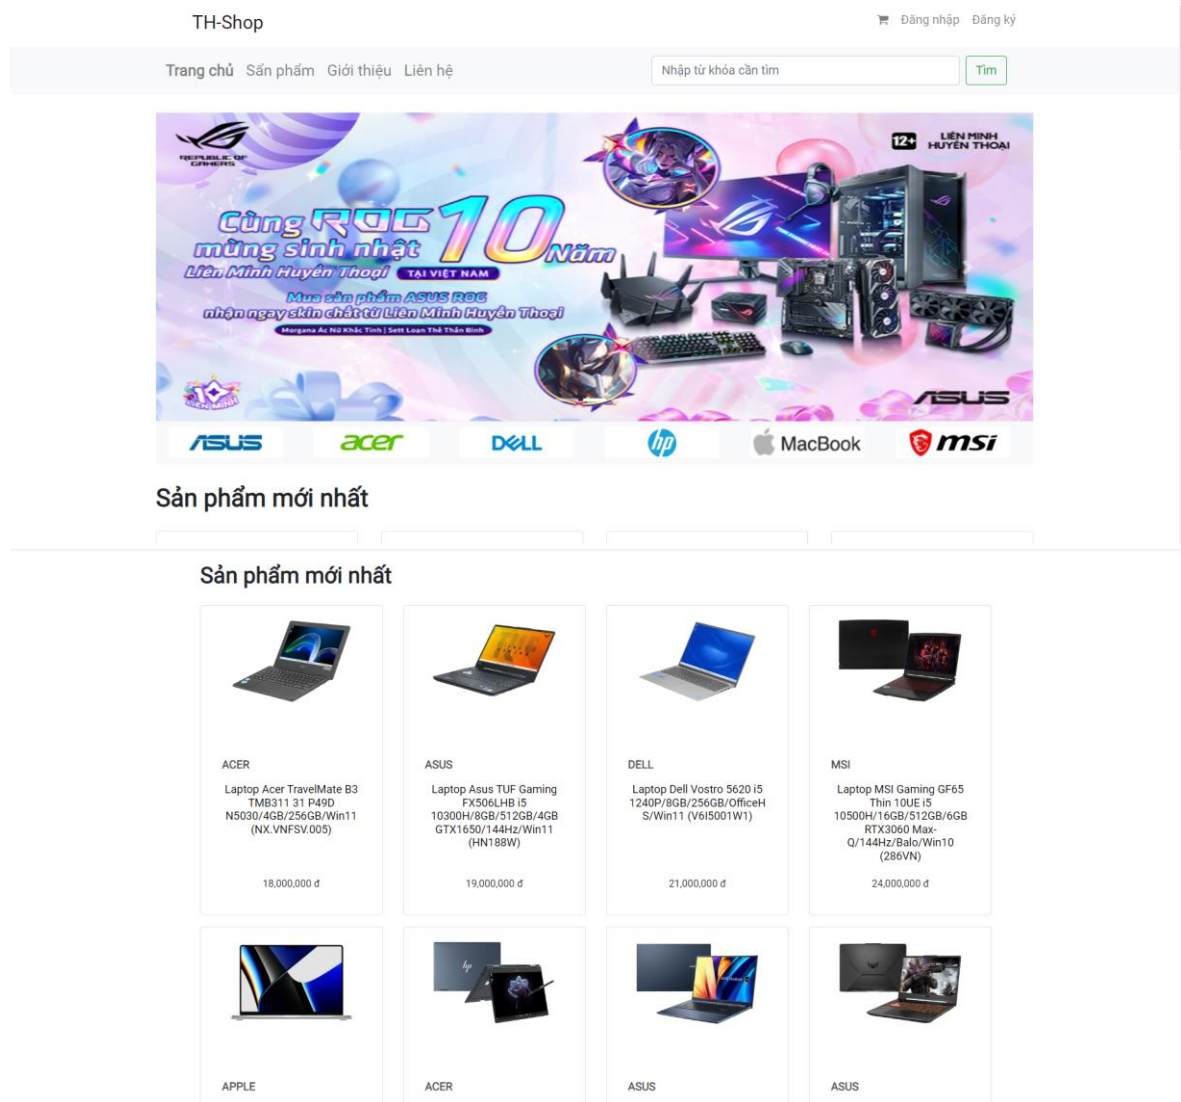 TH-Shop
Đăng nhập Đăng ký
Trang chủ Sản phẩm Giới thiệu Liên hệ
Nhập từ khóa cần tìm
Tìm
REPUBLIC OF
GAMERS
12+ LIÊN MINH
HUYỀN THOẠI
Cùng ROG 10 Năm
mừng sinh nhật
Liên Minh Huyền Thoại TẠI VIỆT NAM
Mua sản phẩm ASUS ROG
nhận ngay skin chất từ Liên Minh Huyền Thoại
Morgana Ác Nữ Khắc Tinh | Sett Loạn Thế Thần Binh
10
LIÊN MINH
ASUS
ASUS acer DELL hp MacBook msi
Sản phẩm mới nhất
Sản phẩm mới nhất
ACER
Laptop Acer TravelMate B3
TMB311 31 P49D
N5030/4GB/256GB/Win11
(NX.VNFSV.005)
18,000,000 đ
ASUS
Laptop Asus TUF Gaming
FX506LHB i5
10300H/8GB/512GB/4GB
GTX1650/144Hz/Win11
(HN188W)
19,000,000 đ
DELL
Laptop Dell Vostro 5620 i5
1240P/8GB/256GB/OfficeH
S/Win11 (V6I5001W1)
21,000,000 đ
MSI
Laptop MSI Gaming GF65
Thin 10UE i5
10500H/16GB/512GB/6GB
RTX3060 Max-
Q/144Hz/Balo/Win10
(286VN)
24,000,000 đ
hp
APPLE
ACER
ASUS
ASUS